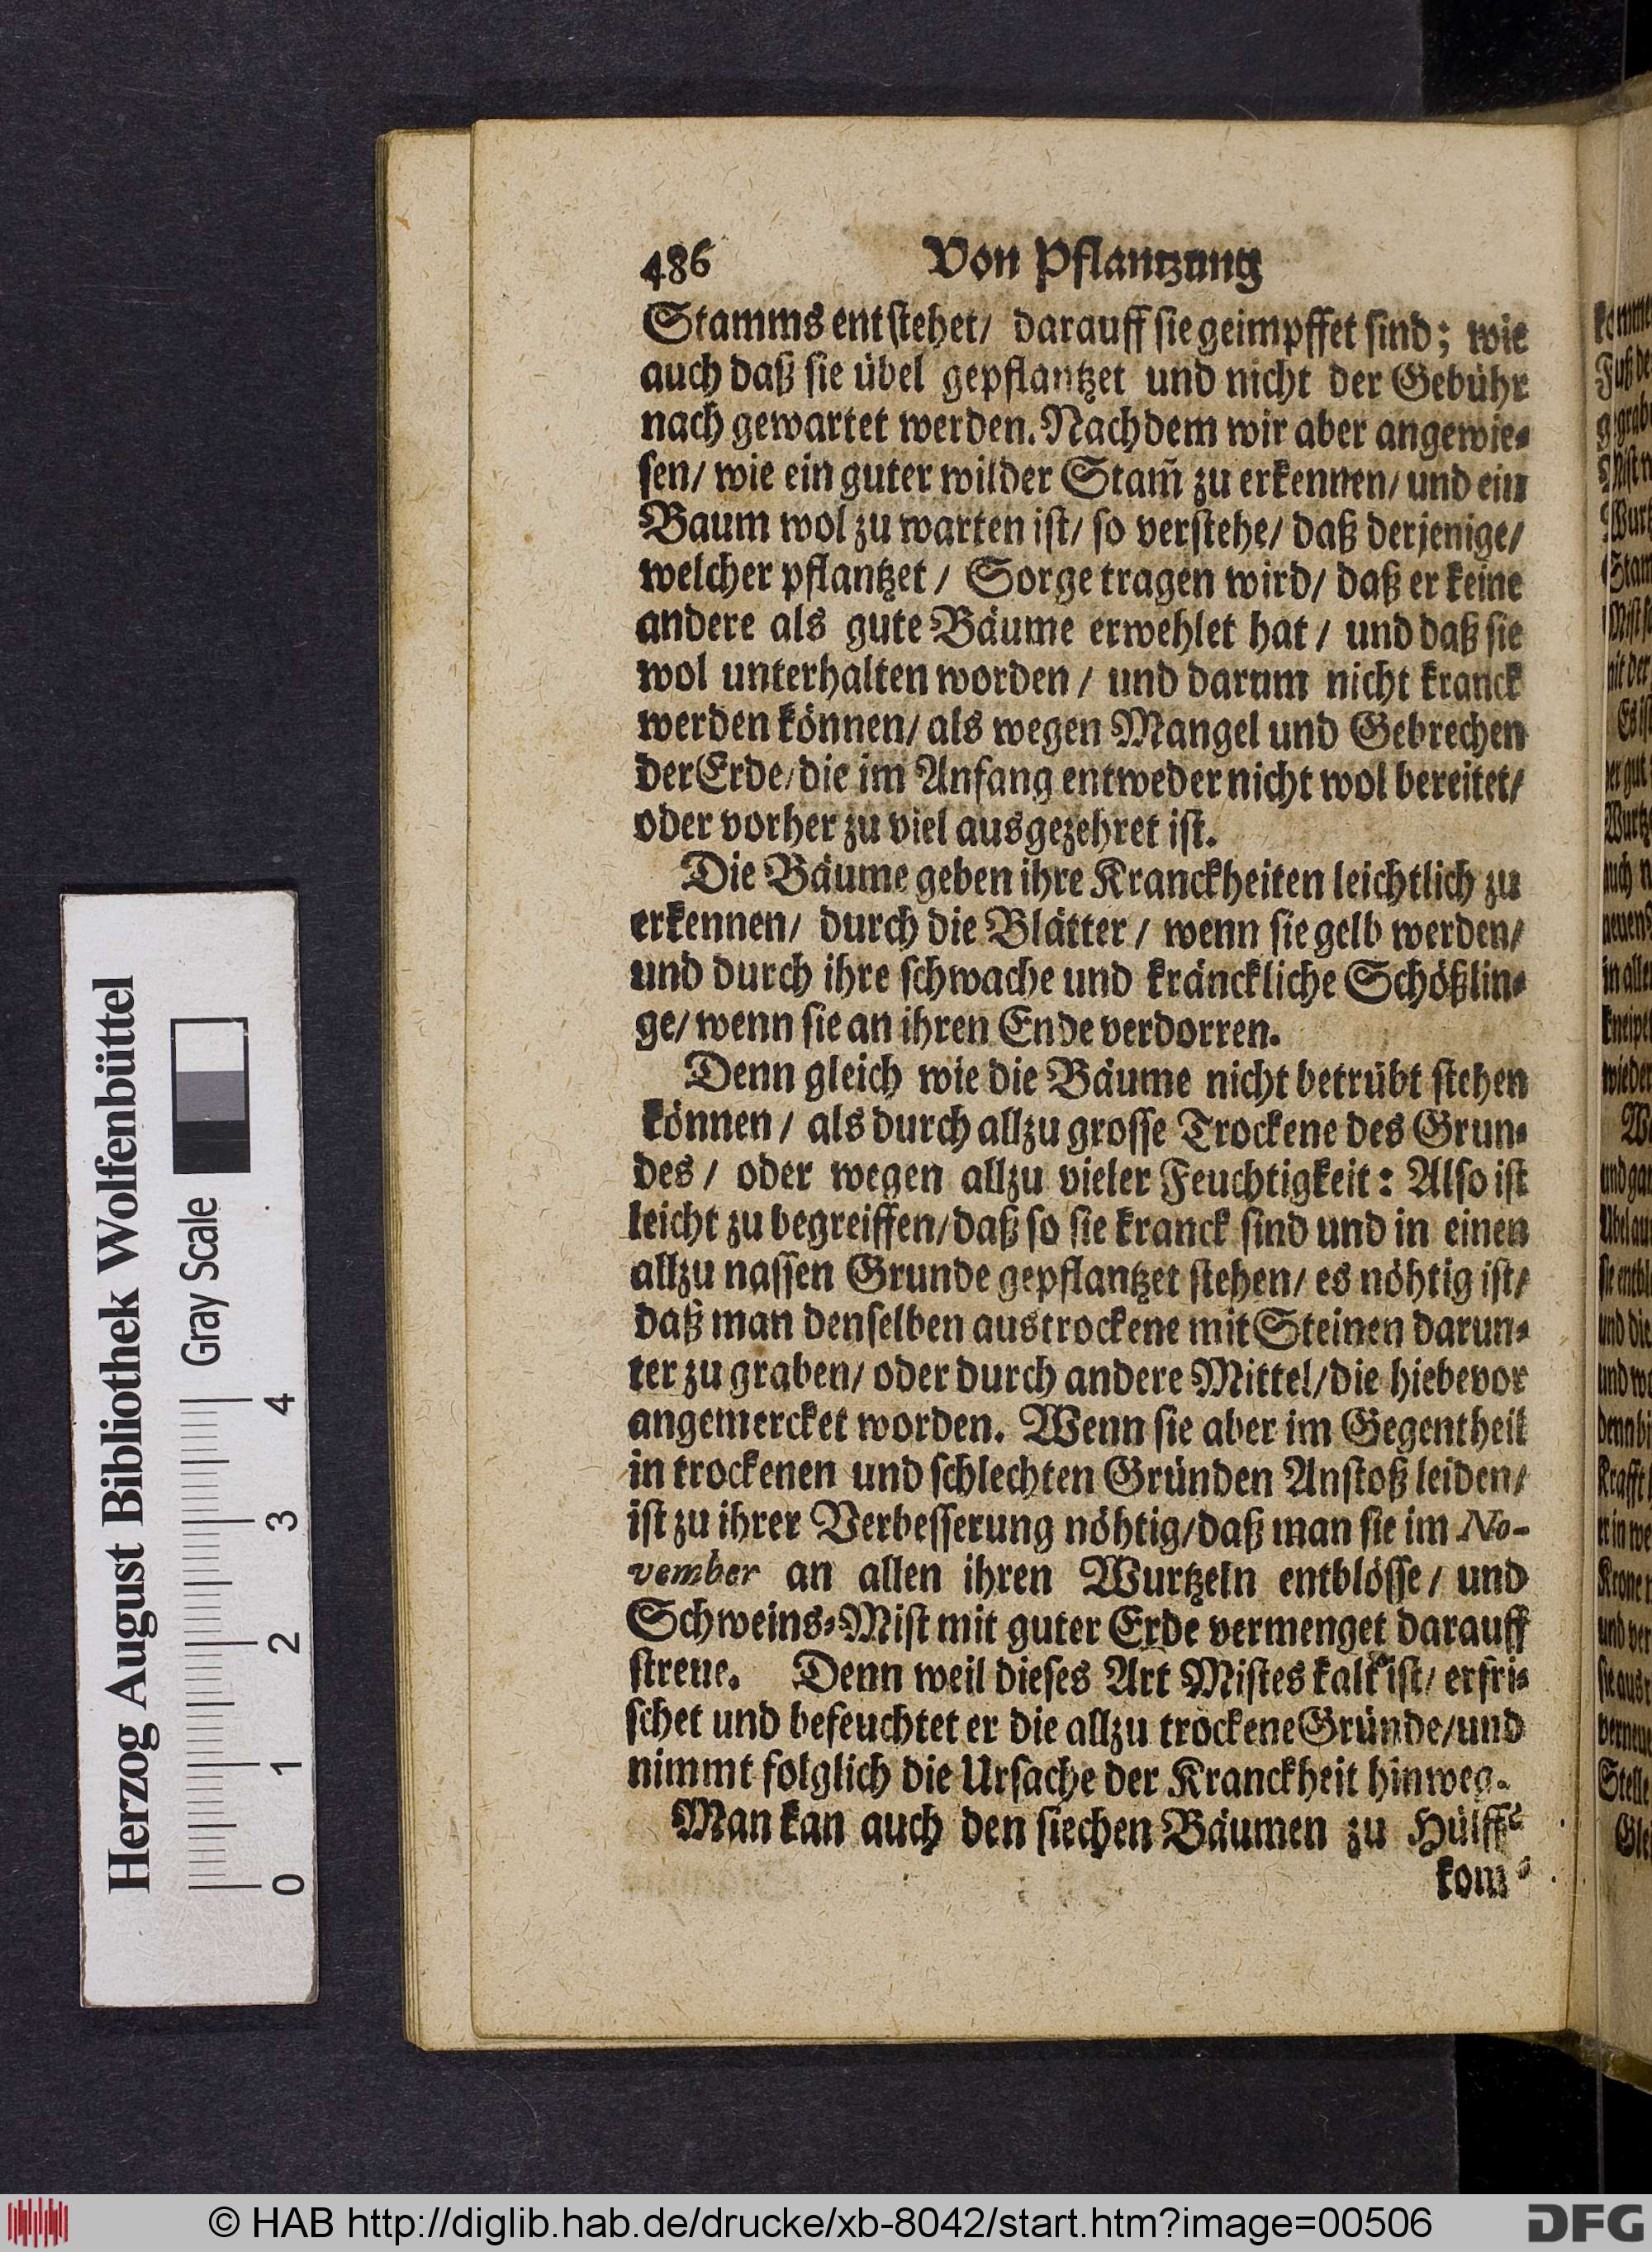 486 Von Pflantzung
Stamms entstehet/ darauff sie geimpffet sind; wie
auch daß sie übel gepflantzet und nicht der Gebühr
nach gewartet werden. Nachdem wir aber angewie⸗
sen/ wie ein guter wilder Stam̃ zu erkennen/ und ein
Baum wol zu warten ist/ so verstehe/ daß derjenige/
welcher pflantzet / Sorge tragen wird/ daß er keine
andere als gute Bäume erwehlet hat / und daß sie
wol unterhalten worden / und darum nicht kranck
werden können/ als wegen Mangel und Gebrechen
der Erde/ die im Anfang entweder nicht wol bereitet/
oder vorher zu viel ausgezehret ist.
Die Bäume geben ihre Kranckheiten leichtlich zu
erkennen/ durch die Blätter / wenn sie gelb werden/
und durch ihre schwache und kränckliche Schößlin⸗
ge/ wenn sie an ihren Ende verdorren.
Denn gleich wie die Bäume nicht betrübt stehen
können / als durch allzu grosse Trockene des Grun⸗
des / oder wegen allzu vieler Feuchtigkeit: Also ist
leicht zu begreiffen/ daß so sie kranck sind und in einen
allzu nassen Grunde gepflantzet stehen/ es nöhtig ist/
daß man denselben austrockene mit Steinen darun⸗
ter zu graben/ oder durch andere Mittel/ die hiebevor
angemercket worden. Wenn sie aber im Gegentheil
in trockenen und schlechten Gründen Anstoß leiden/
ist zu ihrer Verbesserung nöhtig/ daß man sie im No-
vember an allen ihren Wurtzeln entblösse / und
Schweins⸗Mist mit guter Erde vermenget darauff
streue. Denn weil dieses Art Mistes kalt ist/ erfri⸗
schet und befeuchtet er die allzu trockene Gründe/ und
nimmt folglich die Ursache der Kranckheit hinweg.
Man kan auch den siechen Bäumen zu Hülffe
kom⸗
Herzog August Bibliothek Wolfenbüttel
Gray Scale
0 1 2 3 4
© HAB http://diglib.hab.de/drucke/xb-8042/start.htm?image=00506
DFG